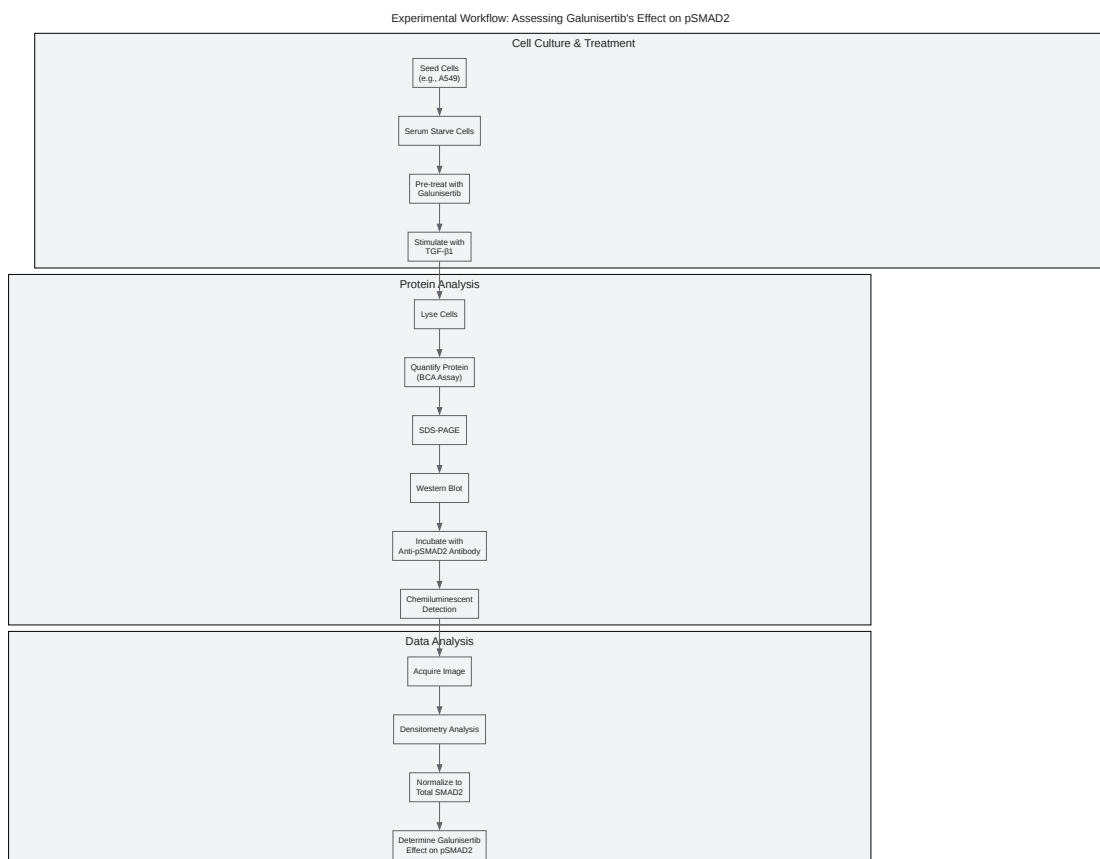 Experimental Workflow: Assessing Galunisertib's Effect on pSMAD2
Cell Culture & Treatment
Seed Cells
(e.g., A549)
Serum Starve Cells
Pre-treat with
Galunisertib
Stimulate with
TGF-β1
Protein Analysis
Lyse Cells
Quantify Protein
(BCA Assay)
SDS-PAGE
Western Blot
Incubate with
Anti-pSMAD2 Antibody
Chemiluminescent
Detection
Data Analysis
Acquire Image
Densitometry Analysis
Normalize to
Total SMAD2
Determine Galunisertib
Effect on pSMAD2